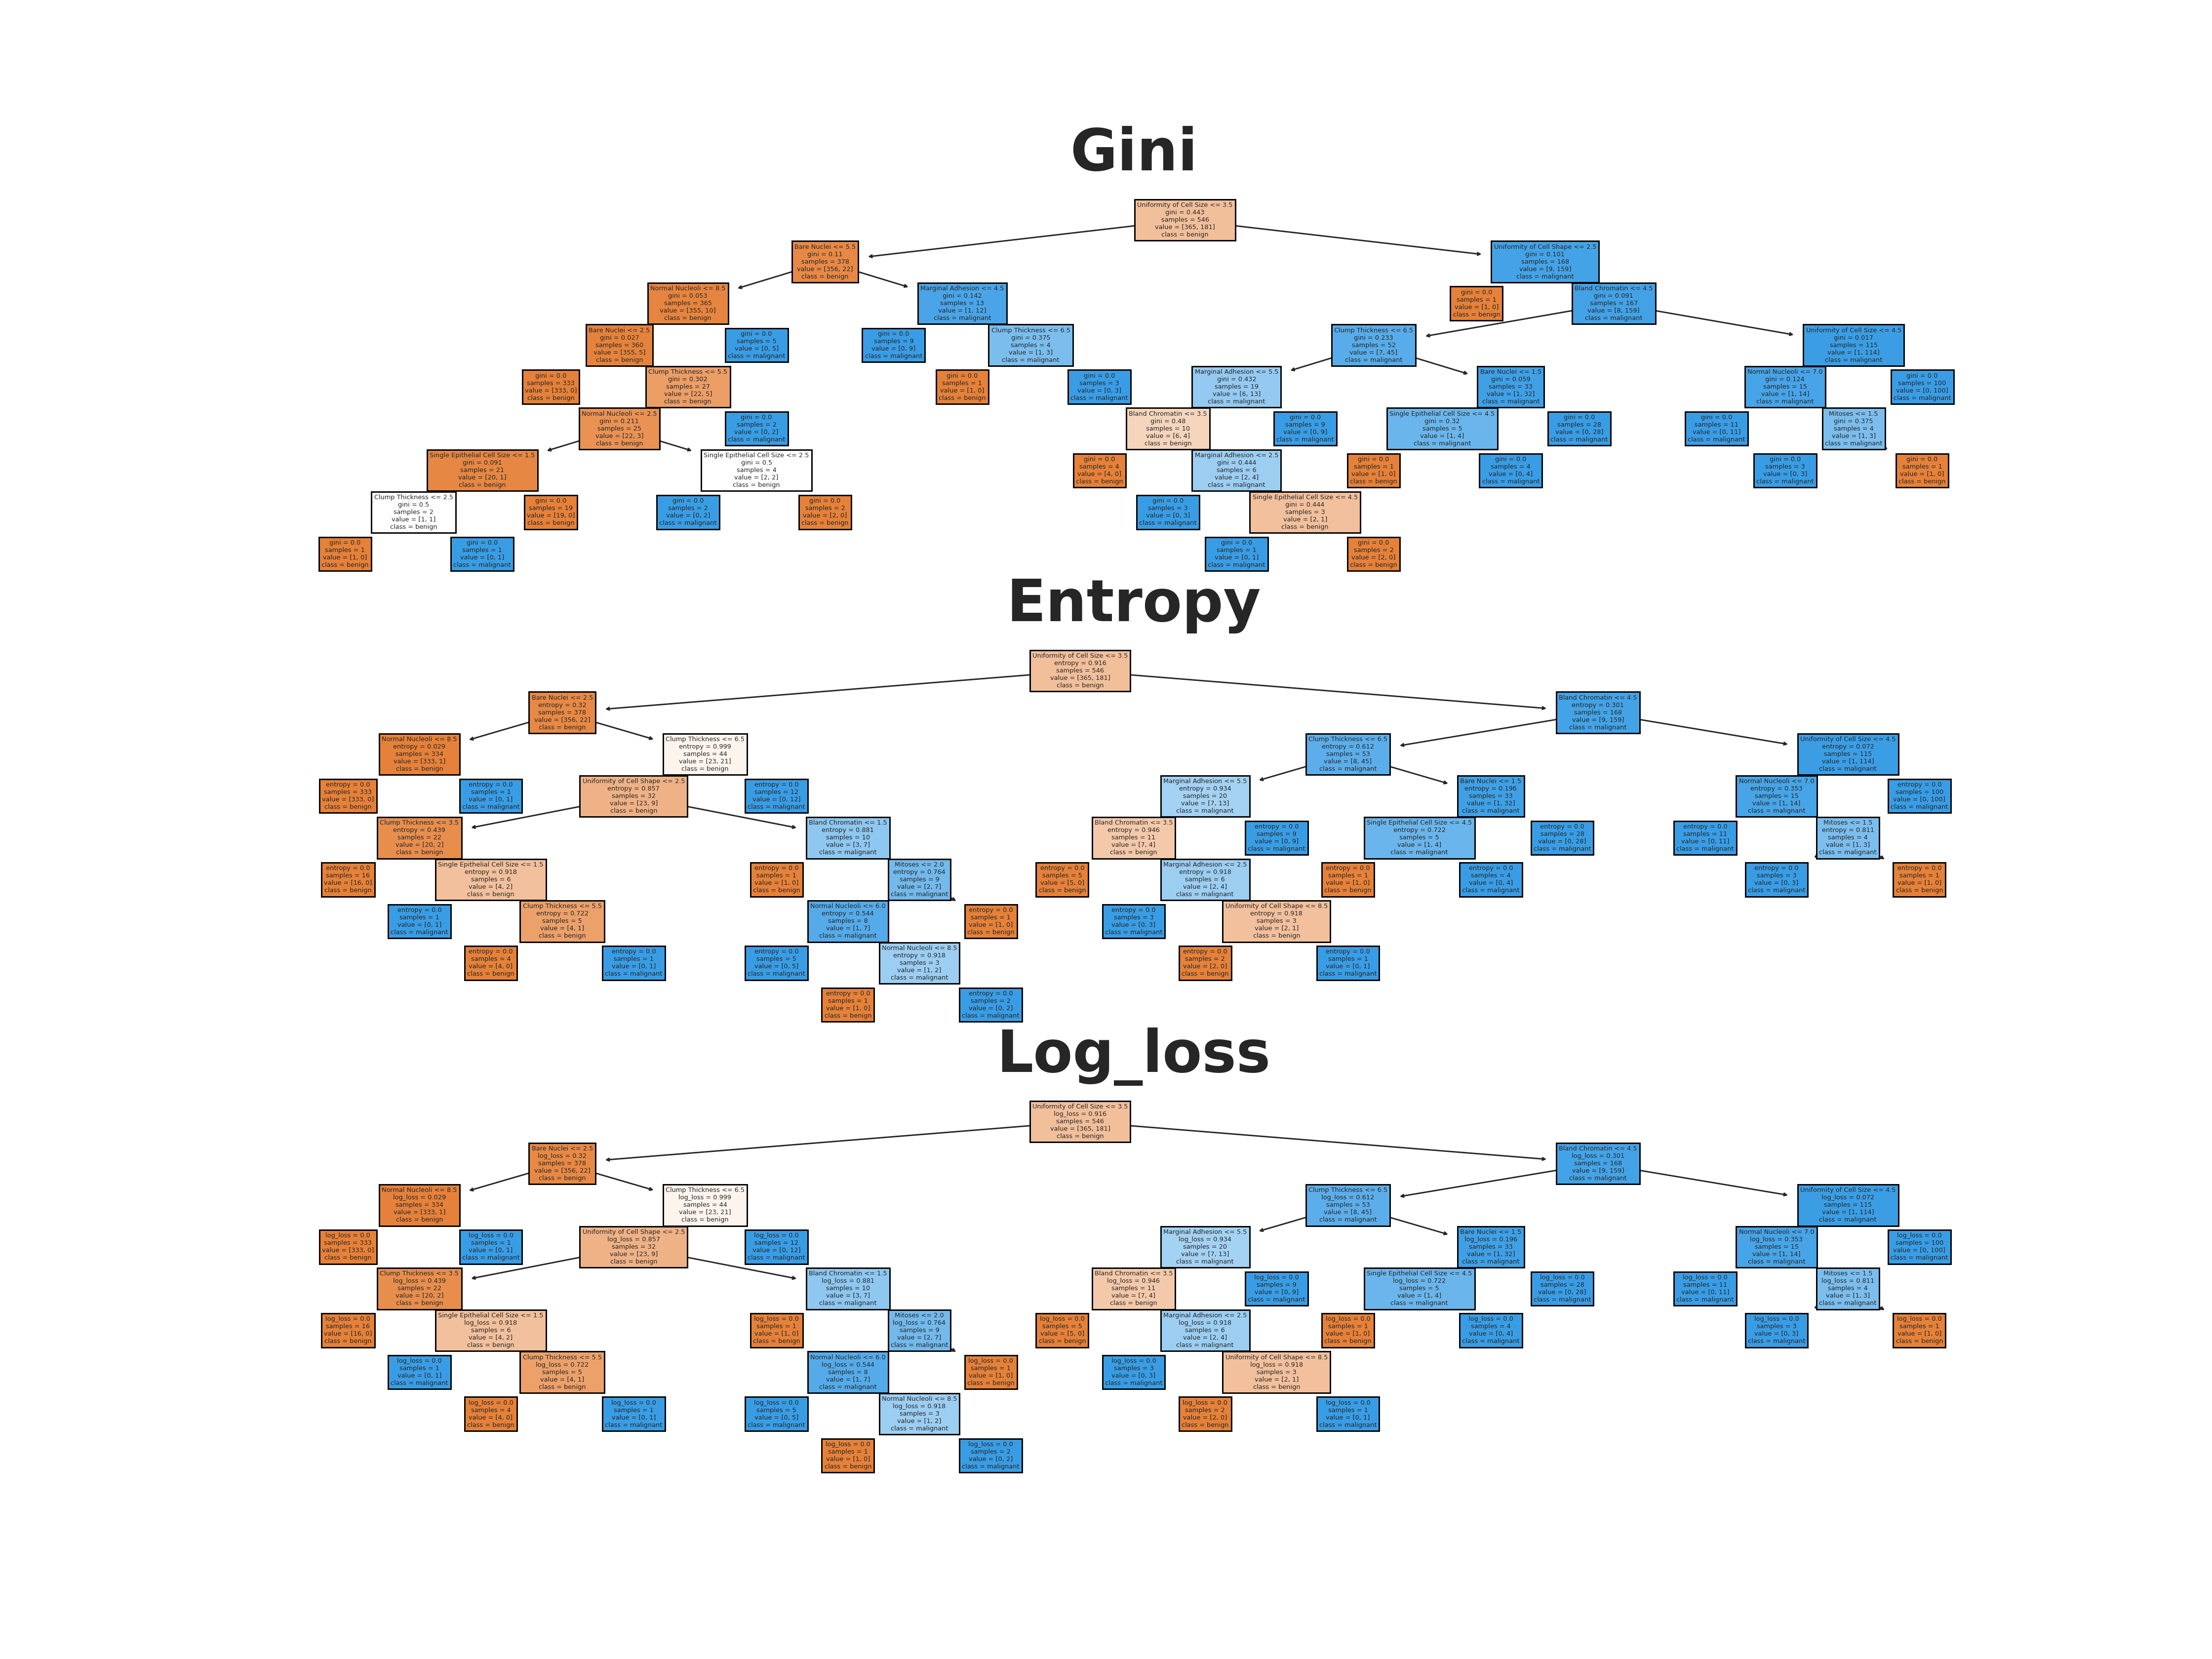 Gini
Uniformity of Cell Size <= 3.5
gini = 0.443
samples = 546
value = [365, 181]
class = benign
Bare Nuclei <= 5.5
gini = 0.11
samples = 378
value = [356, 22]
class = benign
Uniformity of Cell Shape <= 2.5
gini = 0.101
samples = 168
value = [9, 159]
class = malignant
Normal Nucleoli <= 8.5
gini = 0.053
samples = 365
value = [355, 10]
class = benign
Marginal Adhesion <= 4.5
gini = 0.142
samples = 13
value = [1, 12]
class = malignant
gini = 0.0
samples = 1
value = [1, 0]
class = benign
Bland Chromatin <= 4.5
gini = 0.091
samples = 167
value = [8, 159]
class = malignant
Bare Nuclei <= 2.5
gini = 0.027
samples = 360
value = [355, 5]
class = benign
gini = 0.0
samples = 5
value = [0, 5]
class = malignant
gini = 0.0
samples = 9
value = [0, 9]
class = malignant
Clump Thickness <= 6.5
gini = 0.375
samples = 4
value = [1, 3]
class = malignant
Clump Thickness <= 6.5
gini = 0.233
samples = 52
value = [7, 45]
class = malignant
Uniformity of Cell Size <= 4.5
gini = 0.017
samples = 115
value = [1, 114]
class = malignant
gini = 0.0
samples = 333
value = [333, 0]
class = benign
Clump Thickness <= 5.5
gini = 0.302
samples = 27
value = [22, 5]
class = benign
gini = 0.0
samples = 1
value = [1, 0]
class = benign
gini = 0.0
samples = 3
value = [0, 3]
class = malignant
Marginal Adhesion <= 5.5
gini = 0.432
samples = 19
value = [6, 13]
class = malignant
Bare Nuclei <= 1.5
gini = 0.059
samples = 33
value = [1, 32]
class = malignant
Normal Nucleoli <= 7.0
gini = 0.124
samples = 15
value = [1, 14]
class = malignant
gini = 0.0
samples = 100
value = [0, 100]
class = malignant
Normal Nucleoli <= 2.5
gini = 0.211
samples = 25
value = [22, 3]
class = benign
gini = 0.0
samples = 2
value = [0, 2]
class = malignant
Bland Chromatin <= 3.5
gini = 0.48
samples = 10
value = [6, 4]
class = benign
gini = 0.0
samples = 9
value = [0, 9]
class = malignant
Single Epithelial Cell Size <= 4.5
gini = 0.32
samples = 5
value = [1, 4]
class = malignant
gini = 0.0
samples = 28
value = [0, 28]
class = malignant
gini = 0.0
samples = 11
value = [0, 11]
class = malignant
Mitoses <= 1.5
gini = 0.375
samples = 4
value = [1, 3]
class = malignant
Single Epithelial Cell Size <= 1.5
gini = 0.091
samples = 21
value = [20, 1]
class = benign
Single Epithelial Cell Size <= 2.5
gini = 0.5
samples = 4
value = [2, 2]
class = benign
gini = 0.0
samples = 4
value = [4, 0]
class = benign
Marginal Adhesion <= 2.5
gini = 0.444
samples = 6
value = [2, 4]
class = malignant
gini = 0.0
samples = 1
value = [1, 0]
class = benign
gini = 0.0
samples = 4
value = [0, 4]
class = malignant
gini = 0.0
samples = 3
value = [0, 3]
class = malignant
gini = 0.0
samples = 1
value = [1, 0]
class = benign
Clump Thickness <= 2.5
gini = 0.5
samples = 2
value = [1, 1]
class = benign
gini = 0.0
samples = 19
value = [19, 0]
class = benign
gini = 0.0
samples = 2
value = [0, 2]
class = malignant
gini = 0.0
samples = 2
value = [2, 0]
class = benign
gini = 0.0
samples = 3
value = [0, 3]
class = malignant
Single Epithelial Cell Size <= 4.5
gini = 0.444
samples = 3
value = [2, 1]
class = benign
gini = 0.0
samples = 1
value = [1, 0]
class = benign
gini = 0.0
samples = 1
value = [0, 1]
class = malignant
gini = 0.0
samples = 1
value = [0, 1]
class = malignant
gini = 0.0
samples = 2
value = [2, 0]
class = benign
Entropy
Uniformity of Cell Size <= 3.5
entropy = 0.916
samples = 546
value = [365, 181]
class = benign
Bare Nuclei <= 2.5
entropy = 0.32
samples = 378
value = [356, 22]
class = benign
Bland Chromatin <= 4.5
entropy = 0.301
samples = 168
value = [9, 159]
class = malignant
Normal Nucleoli <= 8.5
entropy = 0.029
samples = 334
value = [333, 1]
class = benign
Clump Thickness <= 6.5
entropy = 0.999
samples = 44
value = [23, 21]
class = benign
Clump Thickness <= 6.5
entropy = 0.612
samples = 53
value = [8, 45]
class = malignant
Uniformity of Cell Size <= 4.5
entropy = 0.072
samples = 115
value = [1, 114]
class = malignant
entropy = 0.0
samples = 333
value = [333, 0]
class = benign
entropy = 0.0
samples = 1
value = [0, 1]
class = malignant
Uniformity of Cell Shape <= 2.5
entropy = 0.857
samples = 32
value = [23, 9]
class = benign
entropy = 0.0
samples = 12
value = [0, 12]
class = malignant
Marginal Adhesion <= 5.5
entropy = 0.934
samples = 20
value = [7, 13]
class = malignant
Bare Nuclei <= 1.5
entropy = 0.196
samples = 33
value = [1, 32]
class = malignant
Normal Nucleoli <= 7.0
entropy = 0.353
samples = 15
value = [1, 14]
class = malignant
entropy = 0.0
samples = 100
value = [0, 100]
class = malignant
Clump Thickness <= 3.5
entropy = 0.439
samples = 22
value = [20, 2]
class = benign
Bland Chromatin <= 1.5
entropy = 0.881
samples = 10
value = [3, 7]
class = malignant
Bland Chromatin <= 3.5
entropy = 0.946
samples = 11
value = [7, 4]
class = benign
entropy = 0.0
samples = 9
value = [0, 9]
class = malignant
Single Epithelial Cell Size <= 4.5
entropy = 0.722
samples = 5
value = [1, 4]
class = malignant
entropy = 0.0
samples = 28
value = [0, 28]
class = malignant
entropy = 0.0
samples = 11
value = [0, 11]
class = malignant
Mitoses <= 1.5
entropy = 0.811
samples = 4
value = [1, 3]
class = malignant
entropy = 0.0
samples = 16
value = [16, 0]
class = benign
Single Epithelial Cell Size <= 1.5
entropy = 0.918
samples = 6
value = [4, 2]
class = benign
entropy = 0.0
samples = 1
value = [1, 0]
class = benign
Mitoses <= 2.0
entropy = 0.764
samples = 9
value = [2, 7]
class = malignant
entropy = 0.0
samples = 5
value = [5, 0]
class = benign
Marginal Adhesion <= 2.5
entropy = 0.918
samples = 6
value = [2, 4]
class = malignant
entropy = 0.0
samples = 1
value = [1, 0]
class = benign
entropy = 0.0
samples = 4
value = [0, 4]
class = malignant
entropy = 0.0
samples = 3
value = [0, 3]
class = malignant
entropy = 0.0
samples = 1
value = [1, 0]
class = benign
entropy = 0.0
samples = 1
value = [0, 1]
class = malignant
Clump Thickness <= 5.5
entropy = 0.722
samples = 5
value = [4, 1]
class = benign
Normal Nucleoli <= 6.0
entropy = 0.544
samples = 8
value = [1, 7]
class = malignant
entropy = 0.0
samples = 1
value = [1, 0]
class = benign
entropy = 0.0
samples = 3
value = [0, 3]
class = malignant
Uniformity of Cell Shape <= 8.5
entropy = 0.918
samples = 3
value = [2, 1]
class = benign
entropy = 0.0
samples = 4
value = [4, 0]
class = benign
entropy = 0.0
samples = 1
value = [0, 1]
class = malignant
entropy = 0.0
samples = 5
value = [0, 5]
class = malignant
Normal Nucleoli <= 8.5
entropy = 0.918
samples = 3
value = [1, 2]
class = malignant
entropy = 0.0
samples = 2
value = [2, 0]
class = benign
entropy = 0.0
samples = 1
value = [0, 1]
class = malignant
entropy = 0.0
samples = 1
value = [1, 0]
class = benign
entropy = 0.0
samples = 2
value = [0, 2]
class = malignant
Log_loss
Uniformity of Cell Size <= 3.5
log_loss = 0.916
samples = 546
value = [365, 181]
class = benign
Bare Nuclei <= 2.5
log_loss = 0.32
samples = 378
value = [356, 22]
class = benign
Bland Chromatin <= 4.5
log_loss = 0.301
samples = 168
value = [9, 159]
class = malignant
Normal Nucleoli <= 8.5
log_loss = 0.029
samples = 334
value = [333, 1]
class = benign
Clump Thickness <= 6.5
log_loss = 0.999
samples = 44
value = [23, 21]
class = benign
Clump Thickness <= 6.5
log_loss = 0.612
samples = 53
value = [8, 45]
class = malignant
Uniformity of Cell Size <= 4.5
log_loss = 0.072
samples = 115
value = [1, 114]
class = malignant
log_loss = 0.0
samples = 333
value = [333, 0]
class = benign
log_loss = 0.0
samples = 1
value = [0, 1]
class = malignant
Uniformity of Cell Shape <= 2.5
log_loss = 0.857
samples = 32
value = [23, 9]
class = benign
log_loss = 0.0
samples = 12
value = [0, 12]
class = malignant
Marginal Adhesion <= 5.5
log_loss = 0.934
samples = 20
value = [7, 13]
class = malignant
Bare Nuclei <= 1.5
log_loss = 0.196
samples = 33
value = [1, 32]
class = malignant
Normal Nucleoli <= 7.0
log_loss = 0.353
samples = 15
value = [1, 14]
class = malignant
log_loss = 0.0
samples = 100
value = [0, 100]
class = malignant
Clump Thickness <= 3.5
log_loss = 0.439
samples = 22
value = [20, 2]
class = benign
Bland Chromatin <= 1.5
log_loss = 0.881
samples = 10
value = [3, 7]
class = malignant
Bland Chromatin <= 3.5
log_loss = 0.946
samples = 11
value = [7, 4]
class = benign
log_loss = 0.0
samples = 9
value = [0, 9]
class = malignant
Single Epithelial Cell Size <= 4.5
log_loss = 0.722
samples = 5
value = [1, 4]
class = malignant
log_loss = 0.0
samples = 28
value = [0, 28]
class = malignant
log_loss = 0.0
samples = 11
value = [0, 11]
class = malignant
Mitoses <= 1.5
log_loss = 0.811
samples = 4
value = [1, 3]
class = malignant
log_loss = 0.0
samples = 16
value = [16, 0]
class = benign
Single Epithelial Cell Size <= 1.5
log_loss = 0.918
samples = 6
value = [4, 2]
class = benign
log_loss = 0.0
samples = 1
value = [1, 0]
class = benign
Mitoses <= 2.0
log_loss = 0.764
samples = 9
value = [2, 7]
class = malignant
log_loss = 0.0
samples = 5
value = [5, 0]
class = benign
Marginal Adhesion <= 2.5
log_loss = 0.918
samples = 6
value = [2, 4]
class = malignant
log_loss = 0.0
samples = 1
value = [1, 0]
class = benign
log_loss = 0.0
samples = 4
value = [0, 4]
class = malignant
log_loss = 0.0
samples = 3
value = [0, 3]
class = malignant
log_loss = 0.0
samples = 1
value = [1, 0]
class = benign
log_loss = 0.0
samples = 1
value = [0, 1]
class = malignant
Clump Thickness <= 5.5
log_loss = 0.722
samples = 5
value = [4, 1]
class = benign
Normal Nucleoli <= 6.0
log_loss = 0.544
samples = 8
value = [1, 7]
class = malignant
log_loss = 0.0
samples = 1
value = [1, 0]
class = benign
log_loss = 0.0
samples = 3
value = [0, 3]
class = malignant
Uniformity of Cell Shape <= 8.5
log_loss = 0.918
samples = 3
value = [2, 1]
class = benign
log_loss = 0.0
samples = 4
value = [4, 0]
class = benign
log_loss = 0.0
samples = 1
value = [0, 1]
class = malignant
log_loss = 0.0
samples = 5
value = [0, 5]
class = malignant
Normal Nucleoli <= 8.5
log_loss = 0.918
samples = 3
value = [1, 2]
class = malignant
log_loss = 0.0
samples = 2
value = [2, 0]
class = benign
log_loss = 0.0
samples = 1
value = [0, 1]
class = malignant
log_loss = 0.0
samples = 1
value = [1, 0]
class = benign
log_loss = 0.0
samples = 2
value = [0, 2]
class = malignant